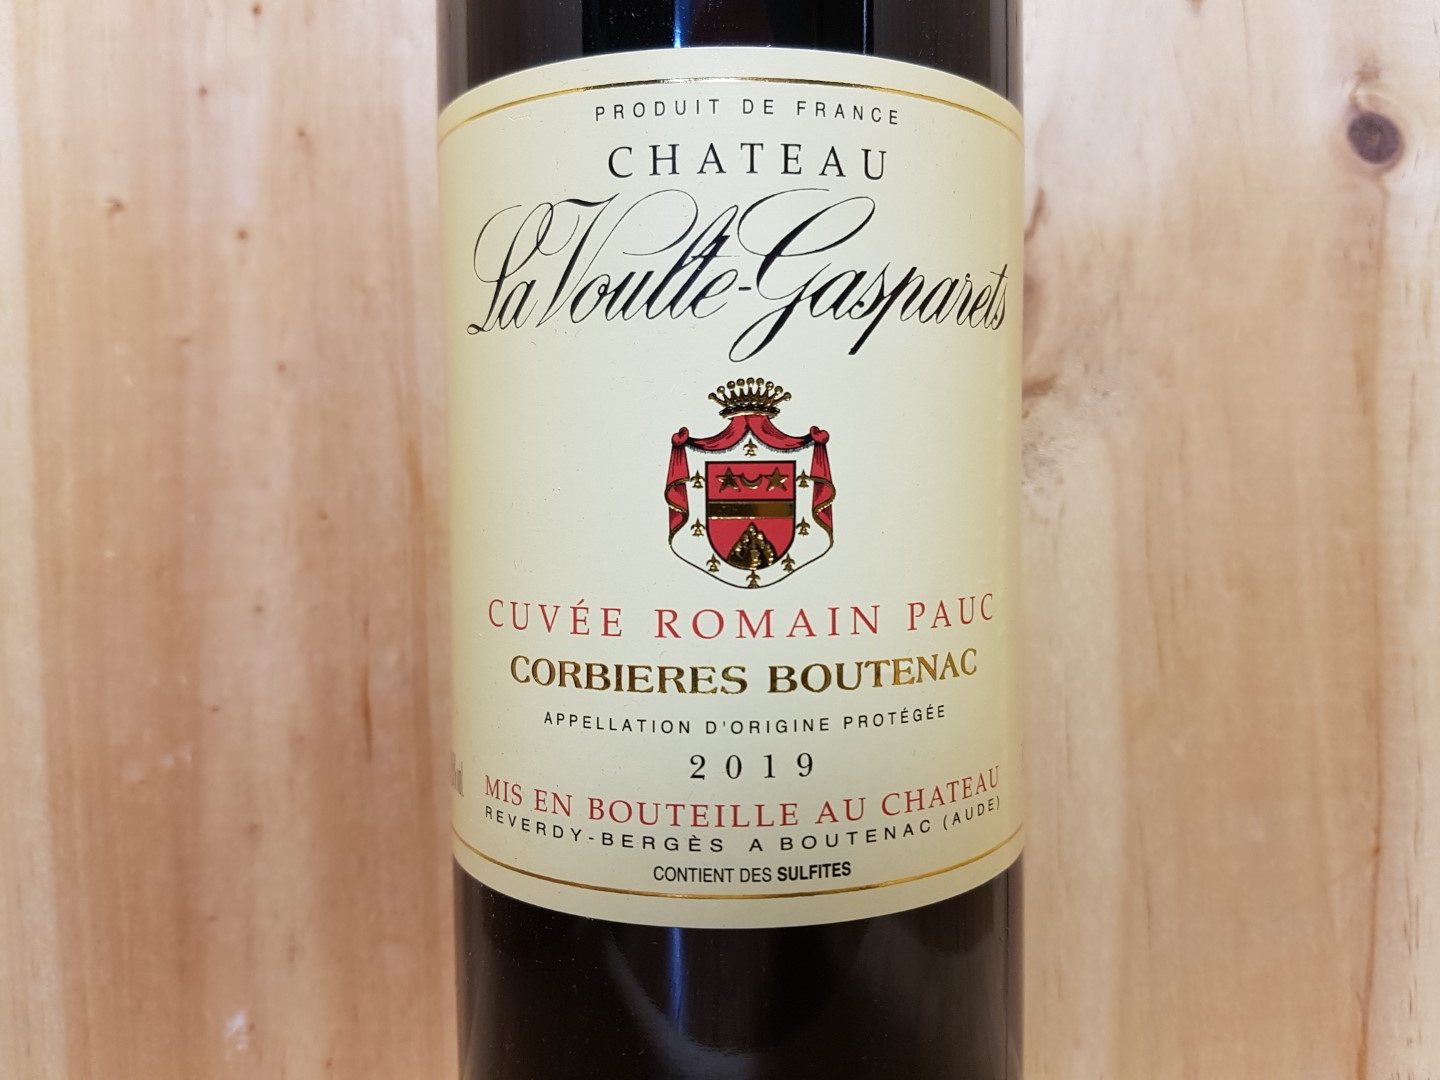 PRODUIT DE FRANCE
CHATEAU
La Voulte-Gasparets
CUVÉE ROMAIN PAUC
CORBIERES BOUTENAC
APPELLATION D'ORIGINE PROTÉGÉE
2019
MIS EN BOUTEILLE AU CHATEAU
REVERDY-BERGÈS A BOUTENAC (AUDE)
CONTIENT DES SULFITES